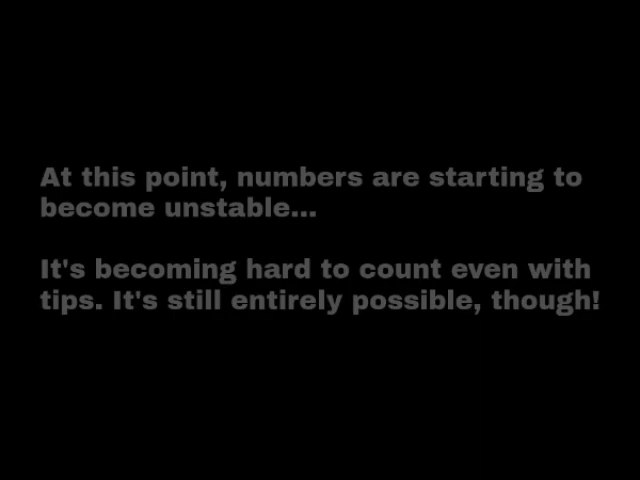 At this point, numbers are starting to
become unstable...
It's becoming hard to count even with
tips. It's still entirely possible, though!